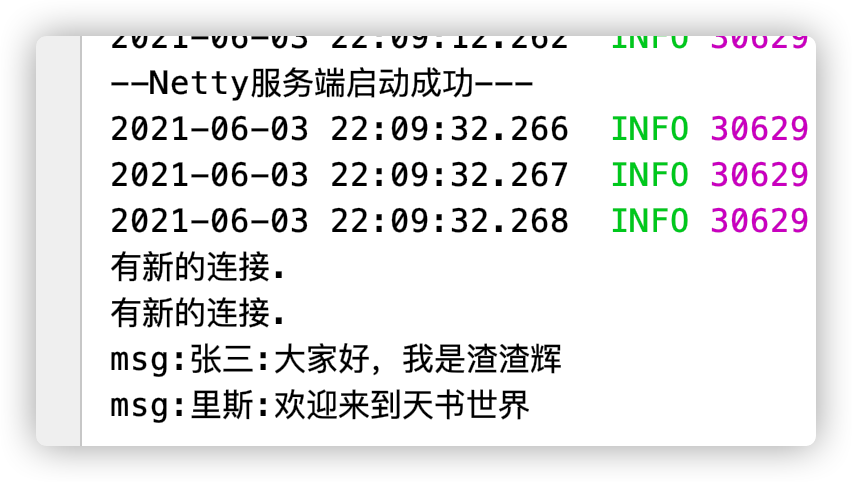 2021-06-03 22:09:12.262  INFO 30629
--Netty服务端启动成功---
2021-06-03 22:09:32.266  INFO 30629
2021-06-03 22:09:32.267  INFO 30629
2021-06-03 22:09:32.268  INFO 30629
有新的连接.
有新的连接.
msg:张三:大家好，我是渣渣辉
msg:里斯:欢迎来到天书世界